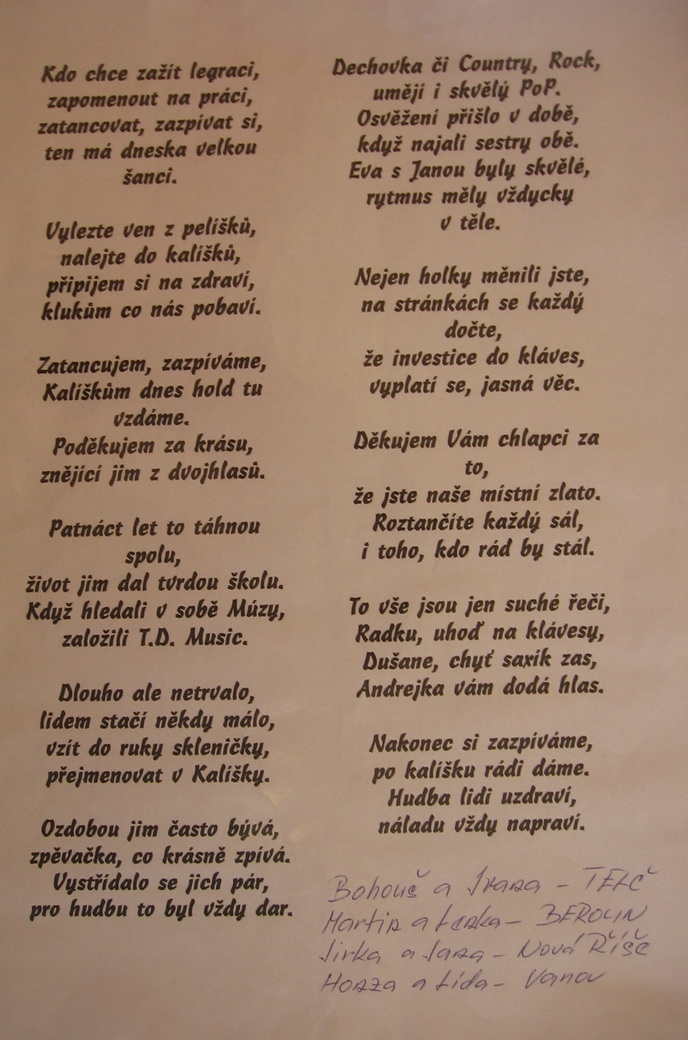 Kdo chce zažít legraci,
zapomenout na práci,
zatancovat, zazpívat si,
ten má dneska velkou
šanci.
Vylezte ven z pelíšků,
nalejte do kalíšků,
připijem si na zdraví,
klukům co nás pobaví.
Zatancujem, zazpíváme,
Kalíškům dnes hold tu
vzdáme.
Poděkujem za krásu,
znějící jim z dvojhlasů.
Patnáct let to táhnou
spolu,
život jim dal tvrdou školu.
Když hledali v sobě Múzy,
založili T.D. Music.
Dlouho ale netrvalo,
lidem stačí někdy málo,
vzít do ruky skleničky,
přejmenovat v Kalíšky.
Ozdobou jim často bývá,
zpěvačka, co krásně zpívá.
Vystřídalo se jich pár,
pro hudbu to byl vždy dar.
Dechovka či Country, Rock,
umějí i skvělý PoP.
Osvěžení přišlo v době,
když najali sestry obě.
Eva s Janou byly skvělé,
rytmus měly vždycky
v těle.
Nejen holky měnili jste,
na stránkách se každý
dočte,
že investice do kláves,
vyplatí se, jasná věc.
Děkujem Vám chlapci za
to,
že jste naše místní zlato.
Roztančíte každý sál,
i toho, kdo rád by stál.
To vše jsou jen suché řeči,
Radku, uhoď na klávesy,
Dušane, chyť saxík zas,
Andrejka vám dodá hlas.
Nakonec si zazpíváme,
po kalíšku rádi dáme.
Hudba lidi uzdraví,
náladu vždy napraví.
Bohouš a Ivana - TELČ
Martin a Lenka - BEROUN
Jirka a Jana - Nová Říše
Honza a Lída - Vanov